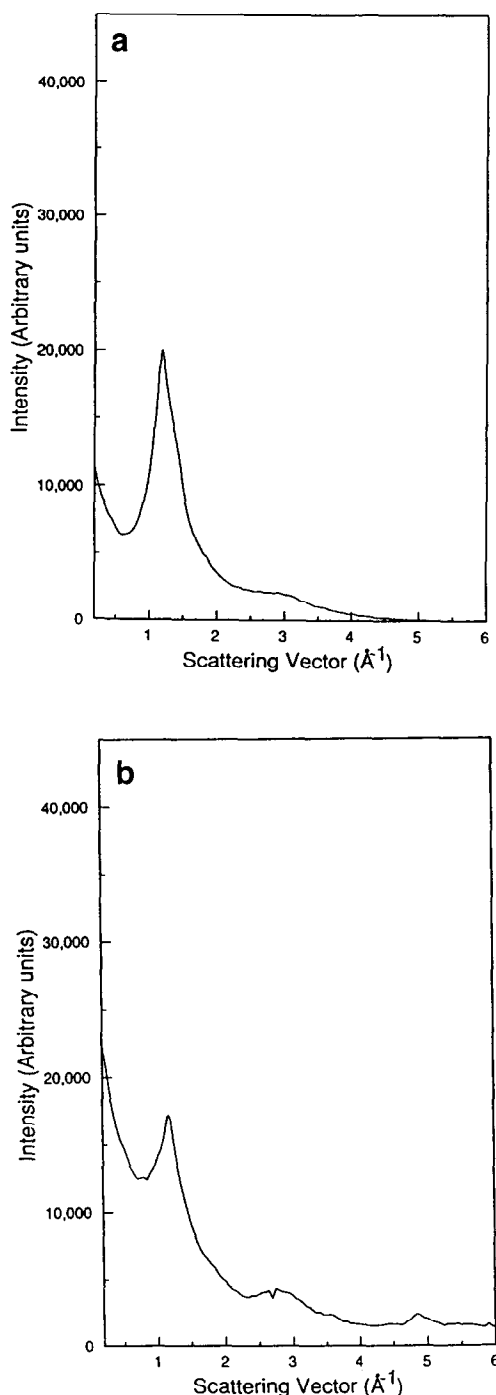 a
40,000
30,000
20,000
10,000
0
Intensity (Arbitrary units)
1 2 3 4 5 6
Scattering Vector (Å-1)
b
40,000
30,000
20,000
10,000
0
Intensity (Arbitrary units)
1 2 3 4 5 6
Scattering Vector (Å-1)